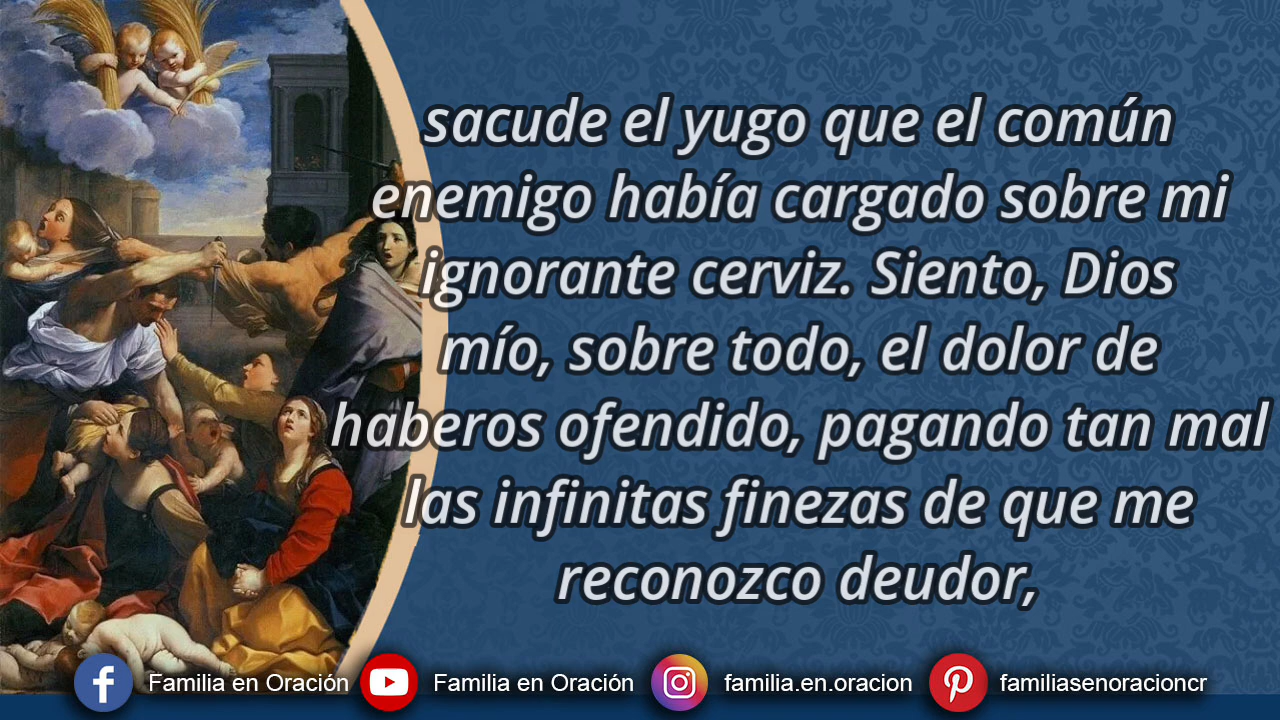 sacude el yugo que el común
enemigo había cargado sobre mi
ignorante cerviz. Siento, Dios
mío, sobre todo, el dolor de
haberos ofendido, pagando tan mal
las infinitas finezas de que me
reconozco deudor,
Familia en Oración
Familia en Oración
familia.en.oracion
familiasenoracioncr